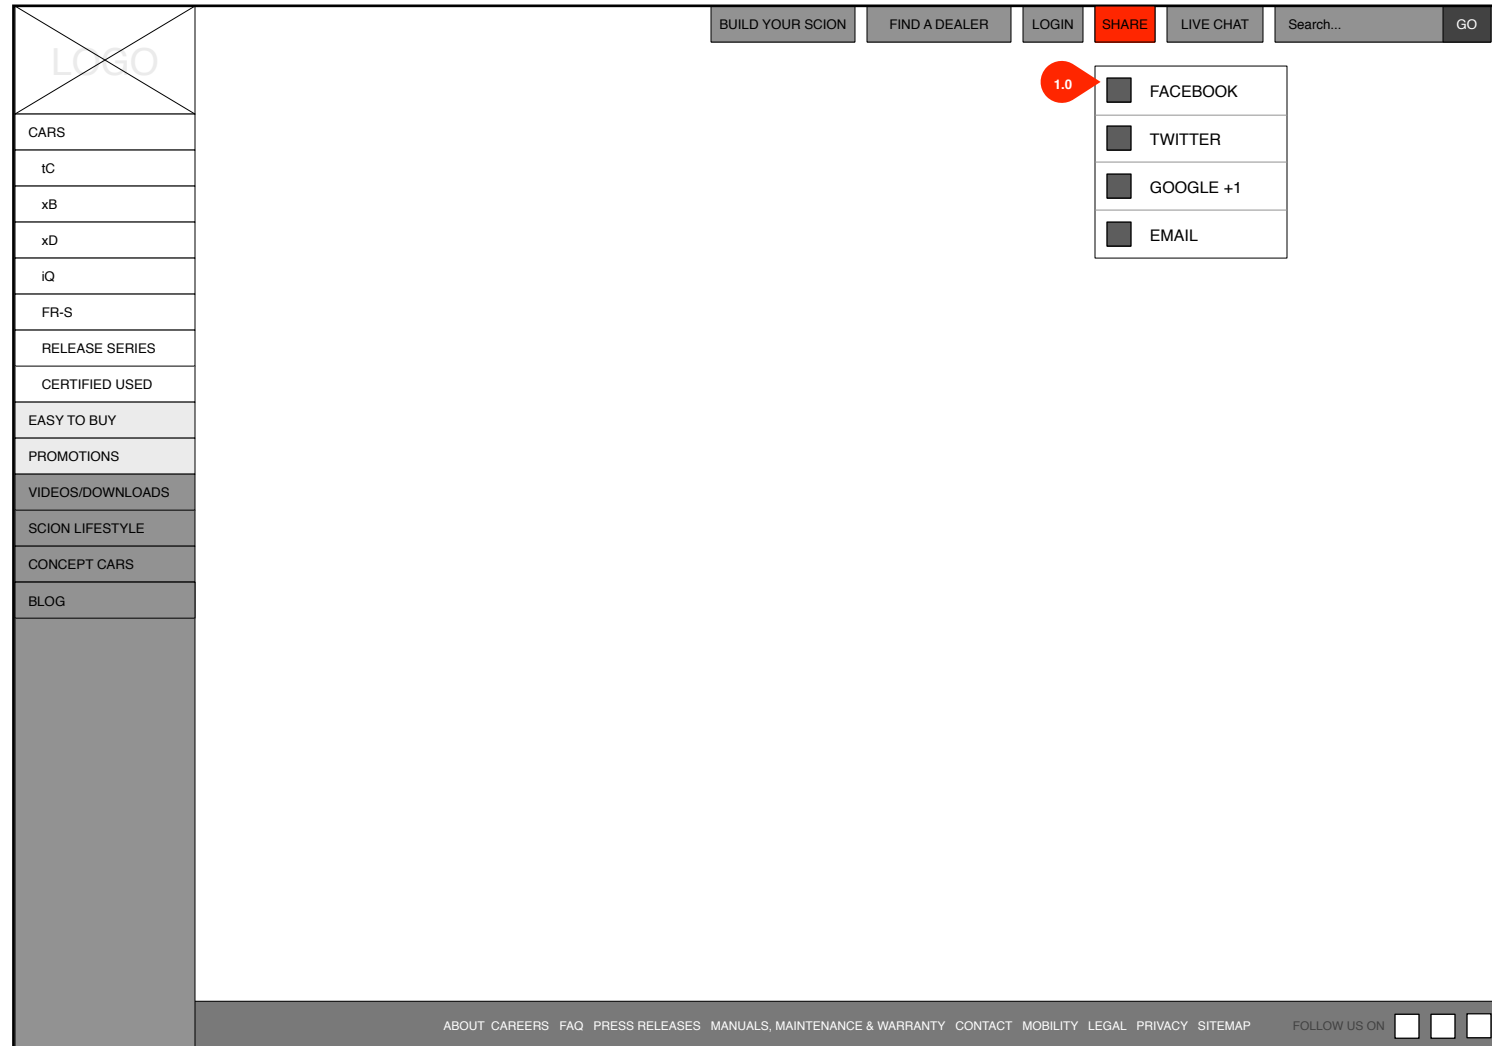 LOGO
BUILD YOUR SCION
FIND A DEALER
LOGIN
SHARE
LIVE CHAT
Search...
GO
1.0
FACEBOOK
TWITTER
GOOGLE +1
EMAIL
CARS
tC
xB
xD
iQ
FR-S
RELEASE SERIES
CERTIFIED USED
EASY TO BUY
PROMOTIONS
VIDEOS/DOWNLOADS
SCION LIFESTYLE
CONCEPT CARS
BLOG
ABOUT CAREERS FAQ PRESS RELEASES MANUALS, MAINTENANCE & WARRANTY CONTACT MOBILITY LEGAL PRIVACY SITEMAP FOLLOW US ON